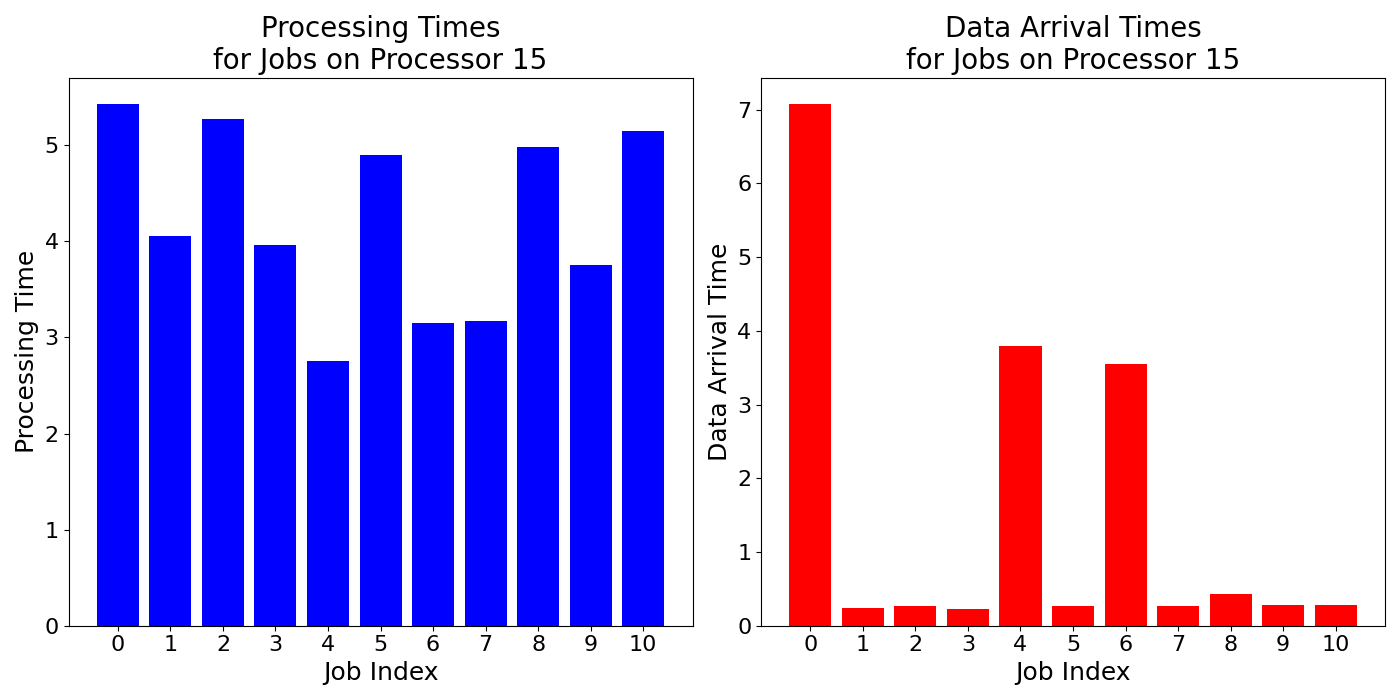 Processing Times
for Jobs on Processor 15
Processing Time
5
4
3
2
1
0
0 1 2 3 4 5 6 7 8 9 10
Job Index
Data Arrival Times
for Jobs on Processor 15
Data Arrival Time
7
6
5
4
3
2
1
0
0 1 2 3 4 5 6 7 8 9 10
Job Index